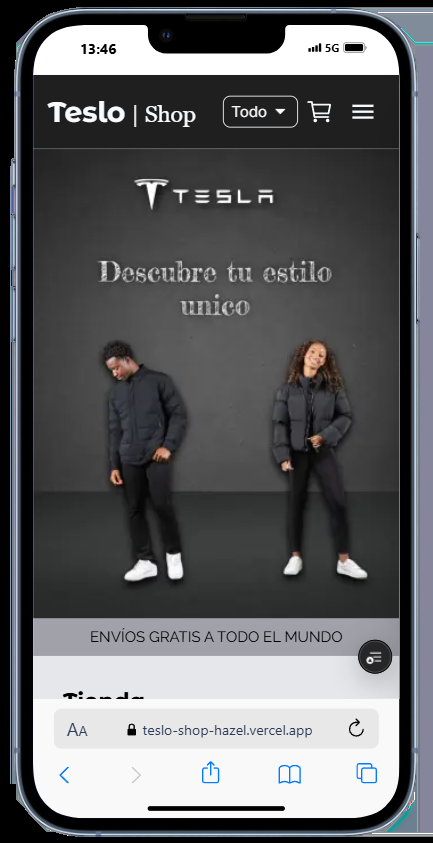 13:46
5G
Teslo | Shop
Todo
TESLA
Descubre tu estilo
unico
ENVÍOS GRATIS A TODO EL MUNDO
Tienda
AA
teslo-shop-hazel.vercel.app